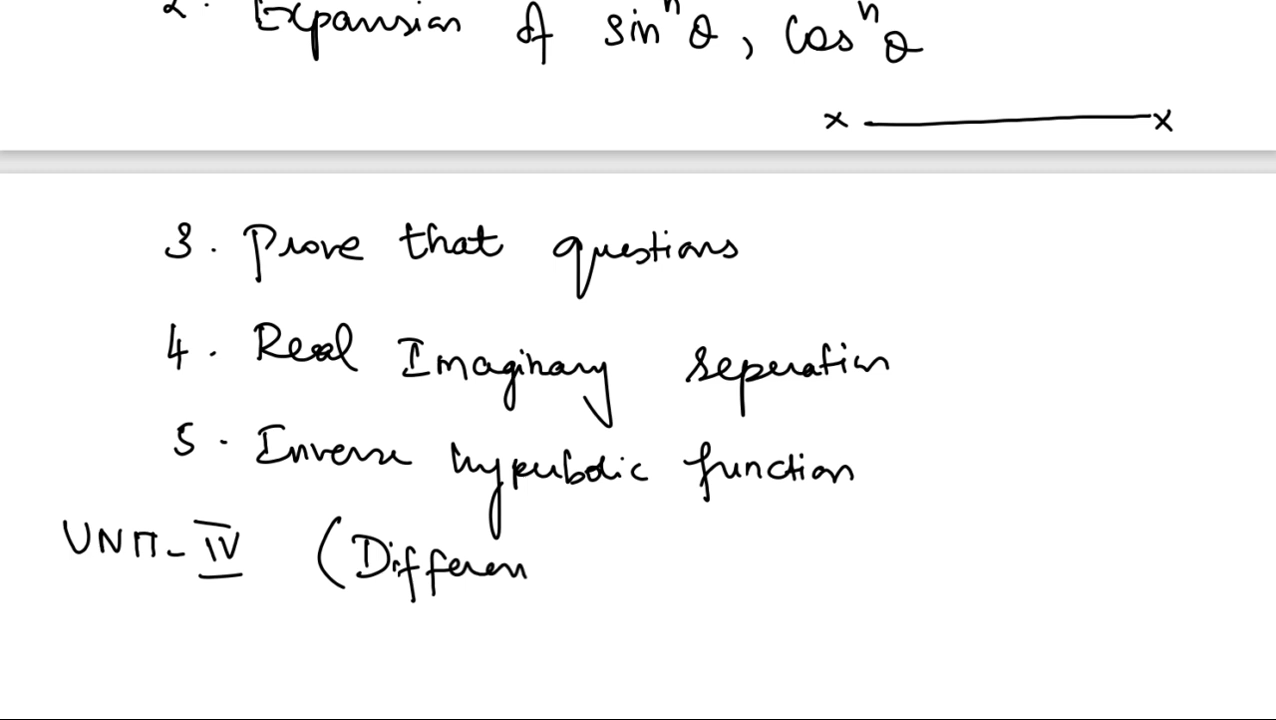 2. Expansion of sinⁿθ, cosⁿθ
x ——— x
3. Prove that questions
4. Real Imaginary seperation
5. Inverse hyperbolic function
UNIT-IV (Differen